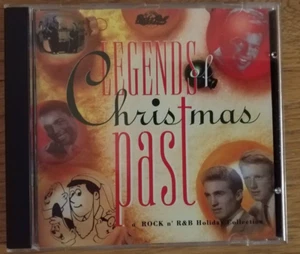 LEGENDS of
Christmas
past
ROCK n' R&B Holiday Collection